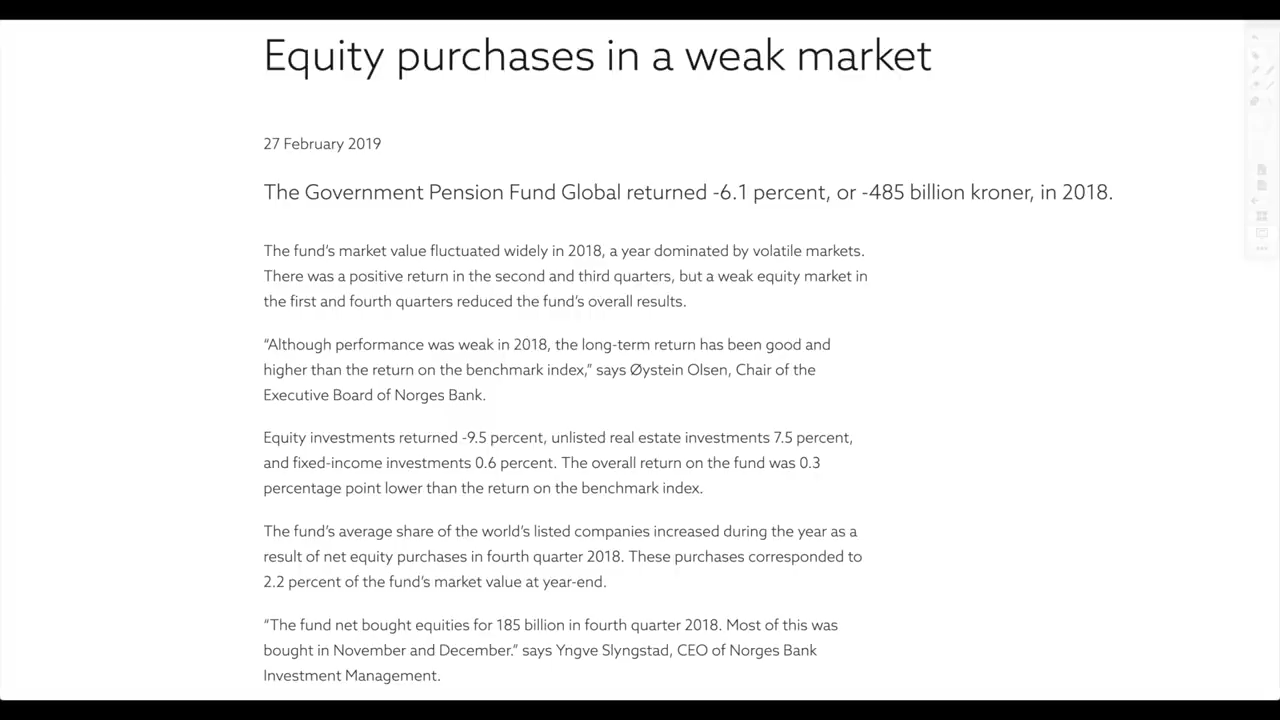 Equity purchases in a weak market
27 February 2019
The Government Pension Fund Global returned -6.1 percent, or -485 billion kroner, in 2018.
The fund’s market value fluctuated widely in 2018, a year dominated by volatile markets.
There was a positive return in the second and third quarters, but a weak equity market in
the first and fourth quarters reduced the fund’s overall results.
“Although performance was weak in 2018, the long-term return has been good and
higher than the return on the benchmark index,” says Øystein Olsen, Chair of the
Executive Board of Norges Bank.
Equity investments returned -9.5 percent, unlisted real estate investments 7.5 percent,
and fixed-income investments 0.6 percent. The overall return on the fund was 0.3
percentage point lower than the return on the benchmark index.
The fund’s average share of the world’s listed companies increased during the year as a
result of net equity purchases in fourth quarter 2018. These purchases corresponded to
2.2 percent of the fund’s market value at year-end.
“The fund net bought equities for 185 billion in fourth quarter 2018. Most of this was
bought in November and December.” says Yngve Slyngstad, CEO of Norges Bank
Investment Management.